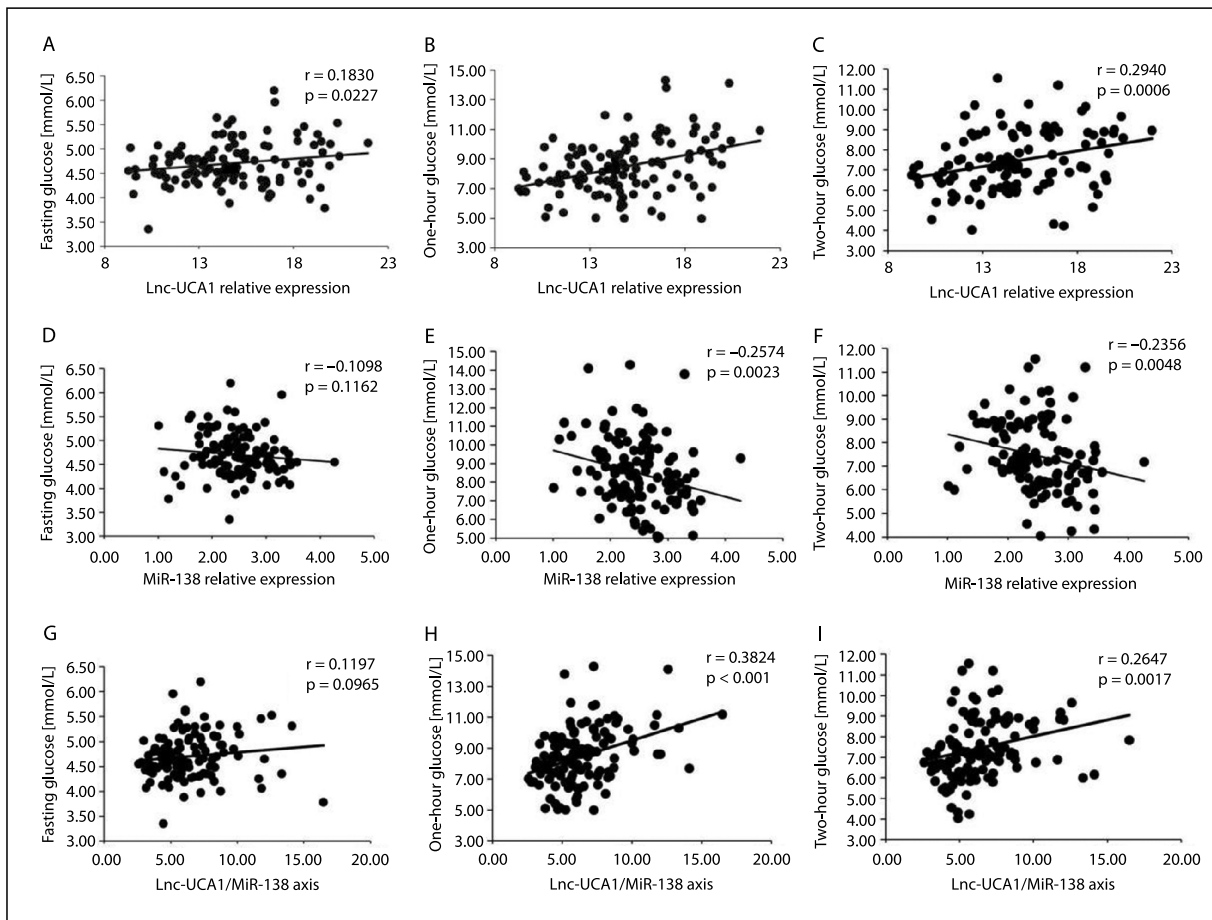 A
Fasting glucose [mmol/L]
6.50
6.00
5.50
5.00
4.50
4.00
3.50
3.00
8
13
18
23
r = 0.1830
p = 0.0227
Lnc-UCA1 relative expression
B
One-hour glucose [mmol/L]
15.00
13.00
11.00
9.00
7.00
5.00
3.00
8
13
18
23
Lnc-UCA1 relative expression
C
Two-hour glucose [mmol/L]
12.00
11.00
10.00
9.00
8.00
7.00
6.00
5.00
4.00
3.00
8
13
18
23
r = 0.2940
p = 0.0006
Lnc-UCA1 relative expression
D
Fasting glucose [mmol/L]
6.50
6.00
5.50
5.00
4.50
4.00
3.50
3.00
0.00
1.00
2.00
3.00
4.00
5.00
r = –0.1098
p = 0.1162
MiR-138 relative expression
E
One-hour glucose [mmol/L]
15.00
14.00
13.00
12.00
11.00
10.00
9.00
8.00
7.00
6.00
5.00
0.00
1.00
2.00
3.00
4.00
5.00
r = –0.2574
p = 0.0023
MiR-138 relative expression
F
Two-hour glucose [mmol/L]
12.00
11.00
10.00
9.00
8.00
7.00
6.00
5.00
4.00
0.00
1.00
2.00
3.00
4.00
5.00
r = –0.2356
p = 0.0048
MiR-138 relative expression
G
Fasting glucose [mmol/L]
6.50
6.00
5.50
5.00
4.50
4.00
3.50
3.00
0.00
5.00
10.00
15.00
20.00
r = 0.1197
p = 0.0965
Lnc-UCA1/MiR-138 axis
H
One-hour glucose [mmol/L]
15.00
13.00
11.00
9.00
7.00
5.00
3.00
0.00
5.00
10.00
15.00
20.00
r = 0.3824
p < 0.001
Lnc-UCA1/MiR-138 axis
I
Two-hour glucose [mmol/L]
12.00
11.00
10.00
9.00
8.00
7.00
6.00
5.00
4.00
3.00
0.00
5.00
10.00
15.00
20.00
r = 0.2647
p = 0.0017
Lnc-UCA1/MiR-138 axis